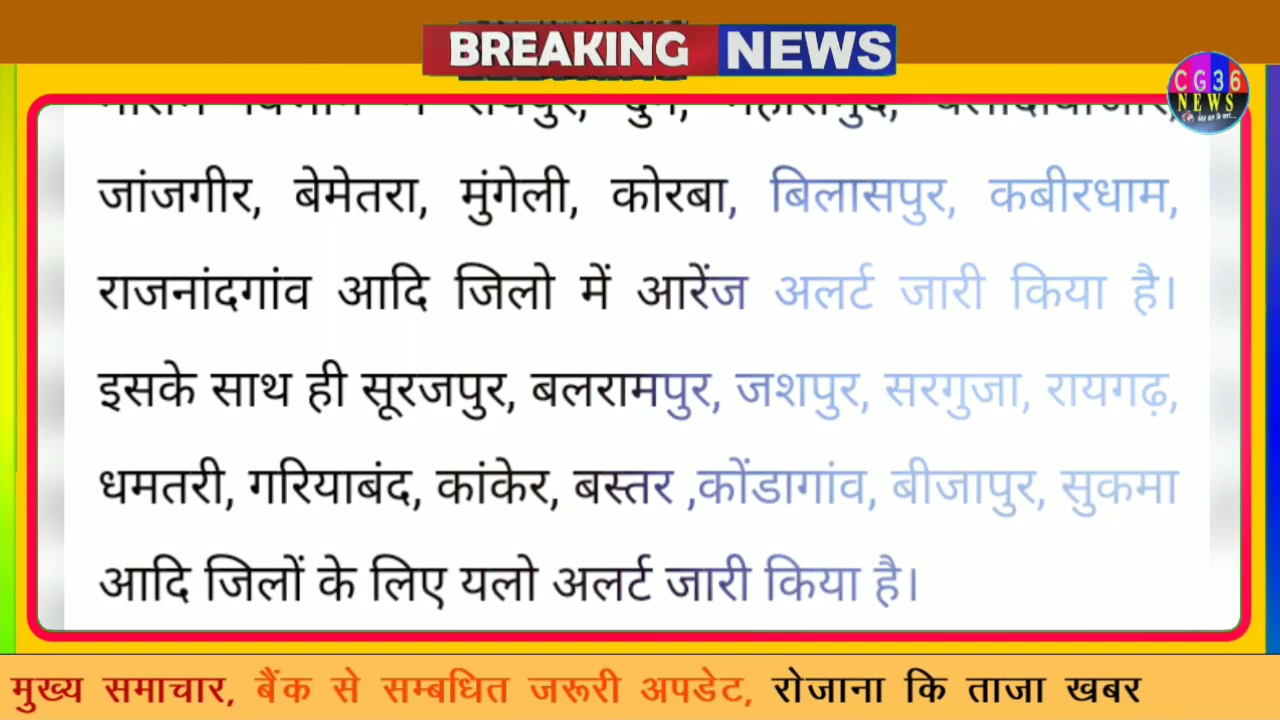 BREAKING NEWS
CG36
NEWS
जांजगीर, बेमेतरा, मुंगेली, कोरबा, बिलासपुर, कबीरधाम,
राजनांदगांव आदि जिलो में आरेंज अलर्ट जारी किया है।
इसके साथ ही सूरजपुर, बलरामपुर, जशपुर, सरगुजा, रायगढ़,
धमतरी, गरियाबंद, कांकेर, बस्तर ,कोंडागांव, बीजापुर, सुकमा
आदि जिलों के लिए यलो अलर्ट जारी किया है।
मुख्य समाचार, बैंक से सम्बधित जरूरी अपडेट, रोजाना कि ताजा खबर